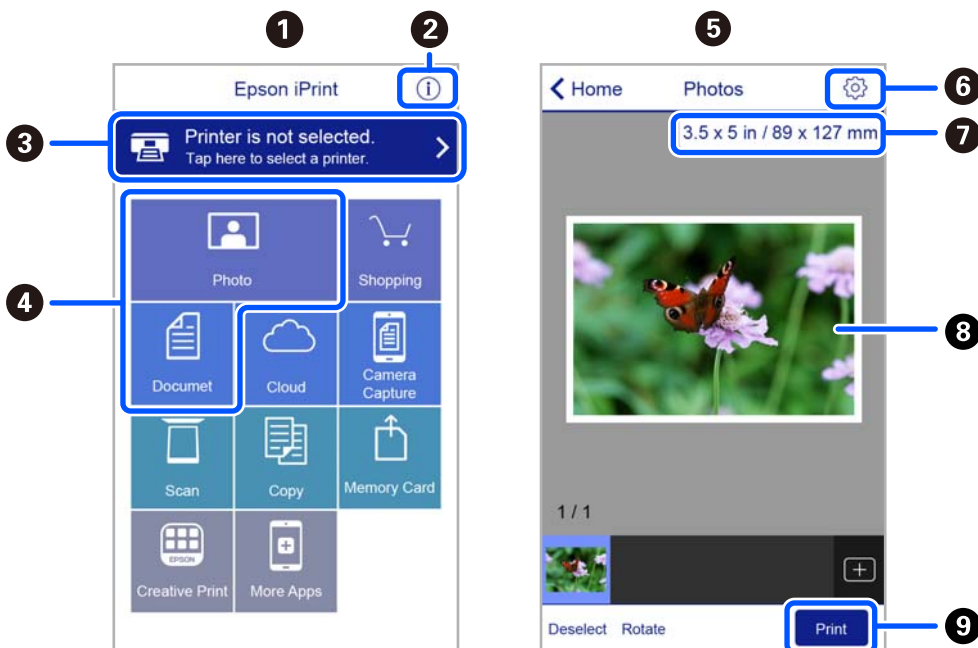 1
2
Epson iPrint
i
3
Printer is not selected.
Tap here to select a printer.
4
Photo
Shopping
Documet
Cloud
Camera
Capture
Scan
Copy
Memory Card
EPSON
Creative Print
More Apps
5
Home
Photos
6
3.5 x 5 in / 89 x 127 mm
7
8
1 / 1
Deselect
Rotate
Print
9